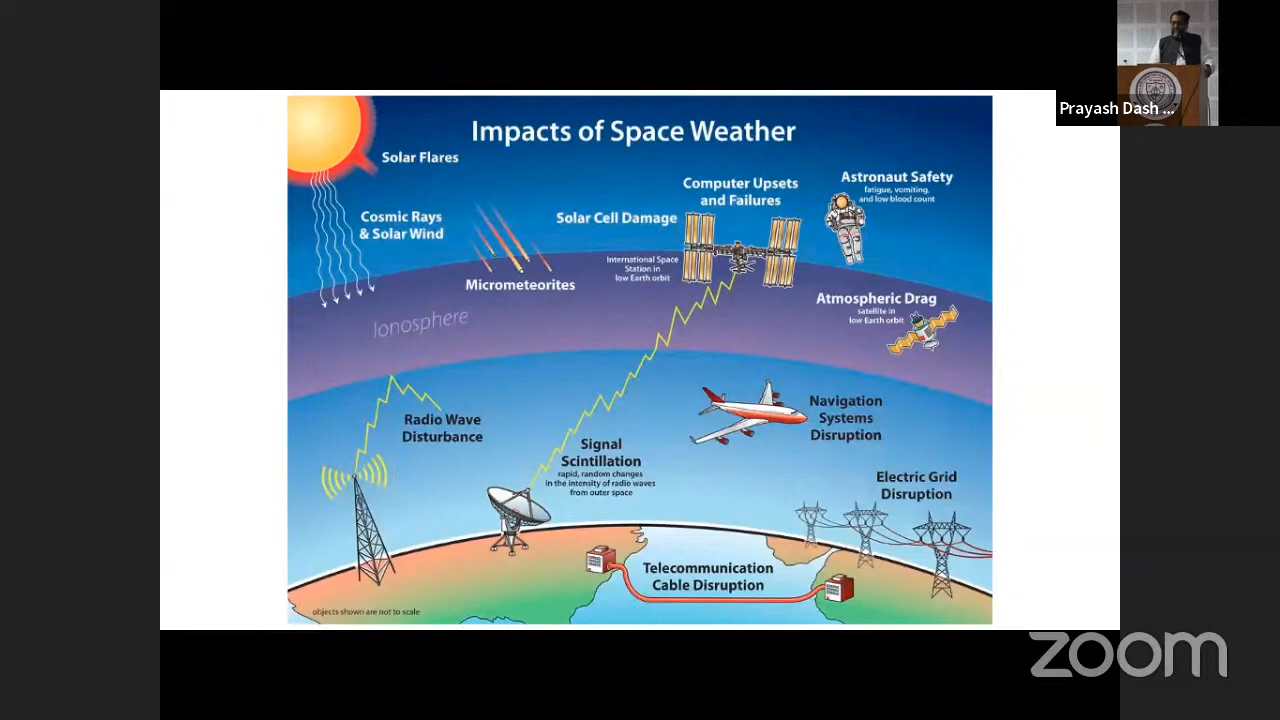 Impacts of Space Weather
Solar Flares
Cosmic Rays
& Solar Wind
Micrometeorites
Solar Cell Damage
Computer Upsets
and Failures
International Space
Station in
low Earth orbit
Astronaut Safety
fatigue, vomiting,
and low blood count
Atmospheric Drag
satellite in
low Earth orbit
Ionosphere
Radio Wave
Disturbance
Signal
Scintillation
rapid, random changes
in the intensity of radio waves
from outer space
Navigation
Systems
Disruption
Electric Grid
Disruption
Telecommunication
Cable Disruption
objects shown are not to scale
Prayash Dash ...
zoom